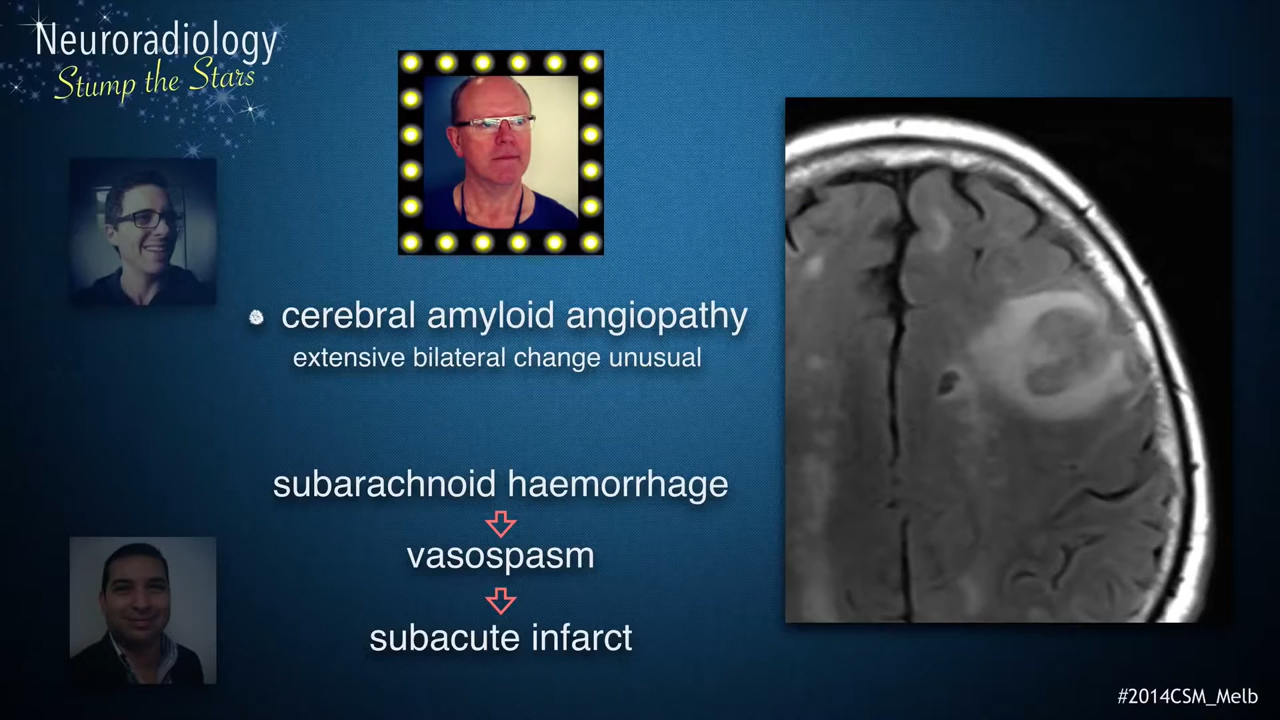 Neuroradiology
Stump the Stars
cerebral amyloid angiopathy
extensive bilateral change unusual
subarachnoid haemorrhage
vasospasm
subacute infarct
#2014CSM_Melb